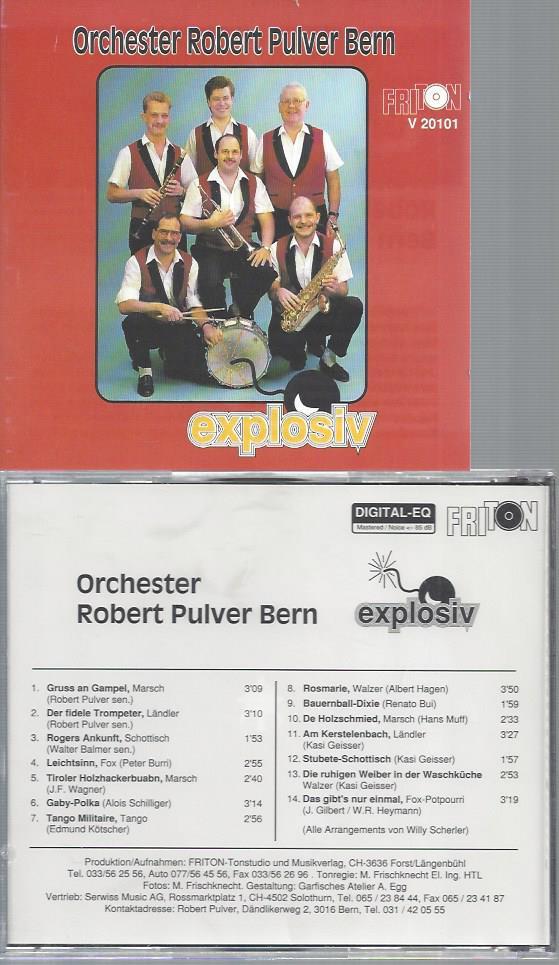 Orchester Robert Pulver Bern
FRITON
V 20101
explosiv
DIGITAL-EQ
Mastered / Noice <- 85 dB
FRITON
Orchester
Robert Pulver Bern
explosiv
1. Gruss an Gampel, Marsch 3'09
(Robert Pulver sen.)
2. Der fidele Trompeter, Ländler 3'10
(Robert Pulver sen.)
3. Rogers Ankunft, Schottisch 1'53
(Walter Balmer sen.)
4. Leichtsinn, Fox (Peter Burri) 2'55
5. Tiroler Holzhackerbuabn, Marsch 2'40
(J.F. Wagner)
6. Gaby-Polka (Alois Schilliger) 3'14
7. Tango Militaire, Tango 2'56
(Edmund Kötscher)
8. Rosmarie, Walzer (Albert Hagen) 3'50
9. Bauernball-Dixie (Renato Bui) 1'59
10. De Holzschmied, Marsch (Hans Muff) 2'33
11. Am Kerstelenbach, Ländler 3'27
(Kasi Geisser)
12. Stubete-Schottisch (Kasi Geisser) 1'57
13. Die ruhigen Weiber in der Waschküche 2'53
Walzer (Kasi Geisser)
14. Das gibt's nur einmal, Fox-Potpourri 3'19
(J. Gilbert / W.R. Heymann)
(Alle Arrangements von Willy Scherler)
Produktion/Aufnahmen: FRITON-Tonstudio und Musikverlag, CH-3636 Forst/Längenbühl
Tel. 033/56 25 56, Auto 077/56 45 56, Fax 033/56 26 96 . Tonregie: M. Frischknecht El. Ing. HTL
Fotos: M. Frischknecht. Gestaltung: Garfisches Atelier A. Egg
Vertrieb: Serwiss Music AG, Rossmarktplatz 1, CH-4502 Solothurn, Tel. 065 / 23 84 44, Fax 065 / 23 41 87
Kontaktadresse: Robert Pulver, Dändlikerweg 2, 3016 Bern, Tel. 031 / 42 05 55